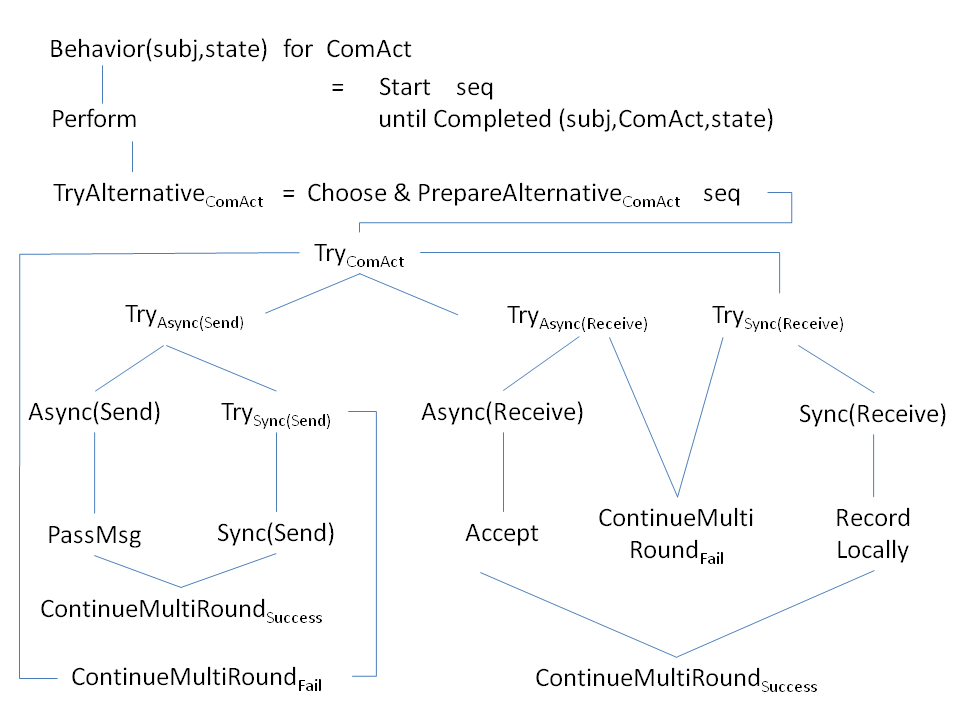 Behavior(subj,state) for ComAct
= Start seq
Perform until Completed (subj,ComAct,state)
TryAlternativeComAct = Choose & PrepareAlternativeComAct seq
TryComAct
TryAsync(Send) TryAsync(Receive) TrySync(Receive)
Async(Send) TrySync(Send) Async(Receive) Sync(Receive)
PassMsg Sync(Send) Accept ContinueMulti
RoundFail Record
Locally
ContinueMultiRoundSuccess
ContinueMultiRoundFail ContinueMultiRoundSuccess